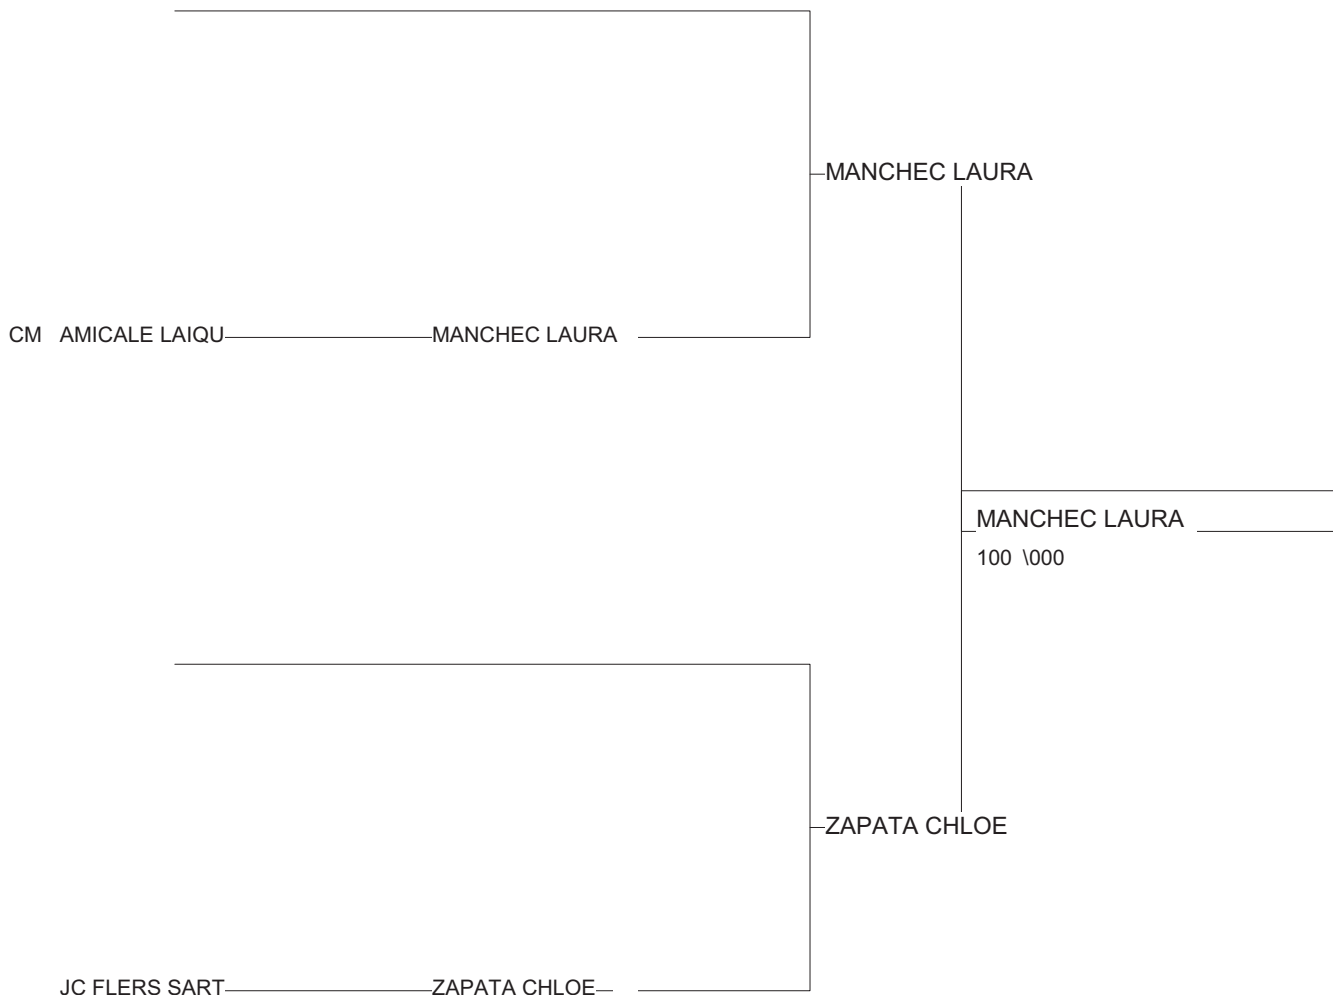 MANCHEC LAURA
CM AMICALE LAIQU MANCHEC LAURA
MANCHEC LAURA
100 \000
ZAPATA CHLOE
JC FLERS SART ZAPATA CHLOE